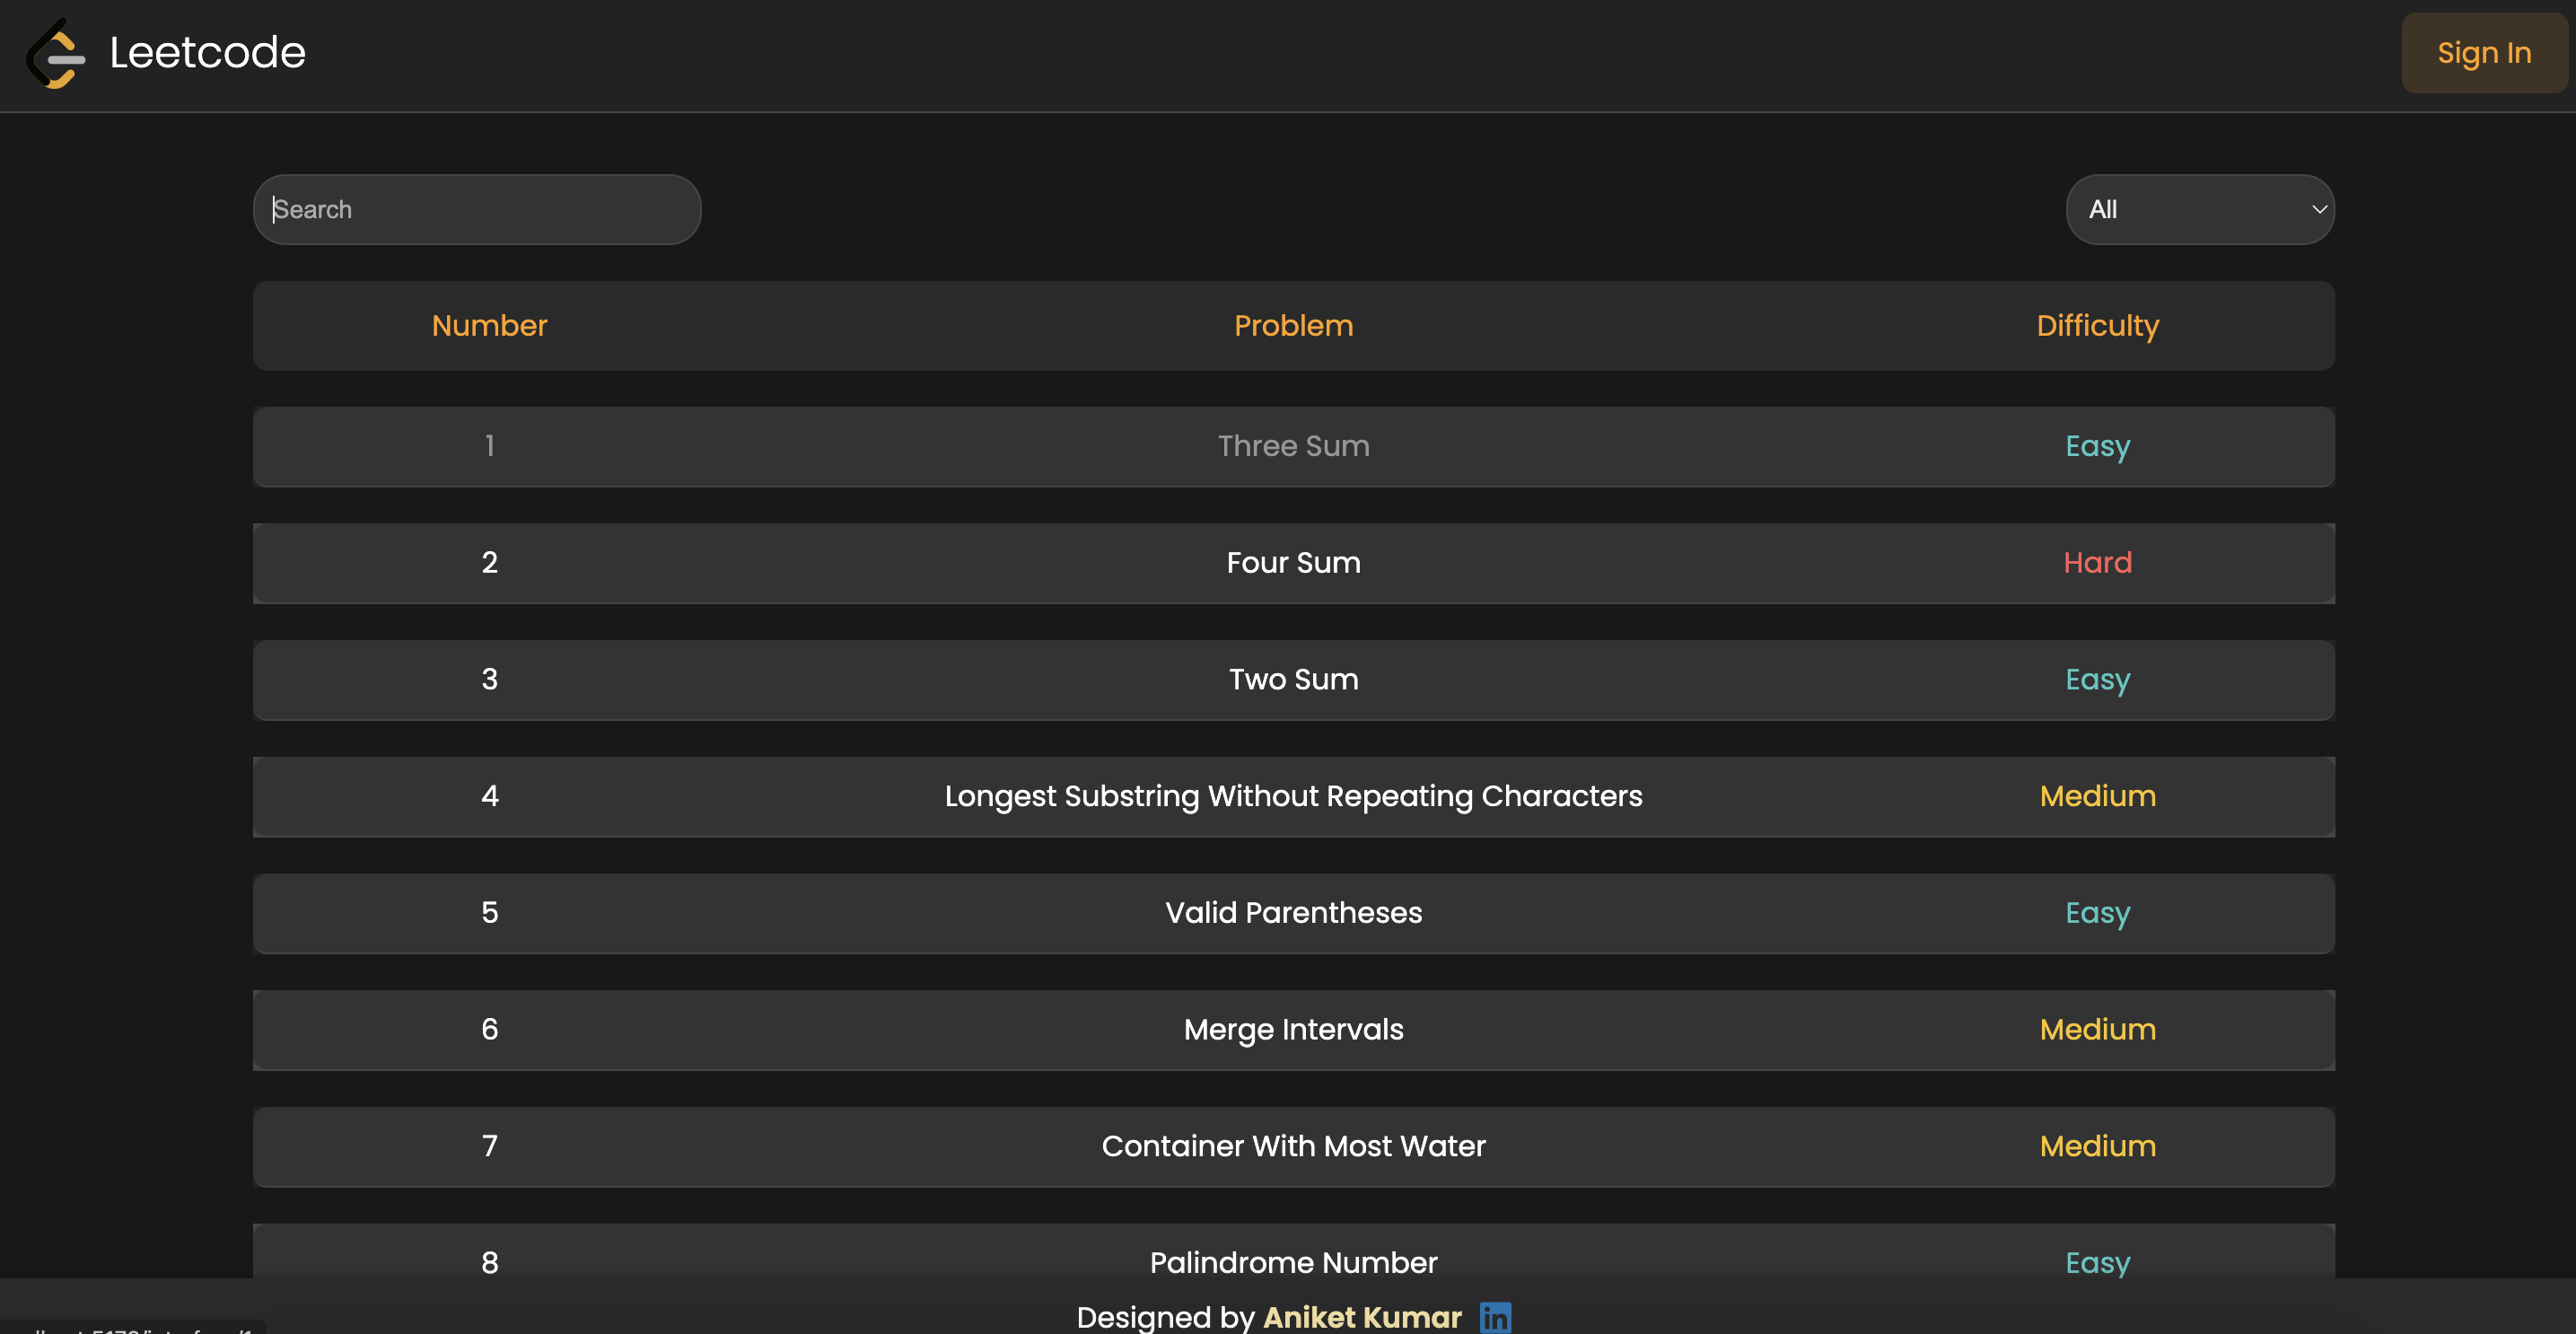 Leetcode Sign In
Search All
Number Problem Difficulty
1 Three Sum Easy
2 Four Sum Hard
3 Two Sum Easy
4 Longest Substring Without Repeating Characters Medium
5 Valid Parentheses Easy
6 Merge Intervals Medium
7 Container With Most Water Medium
8 Palindrome Number Easy
Designed by Aniket Kumar in